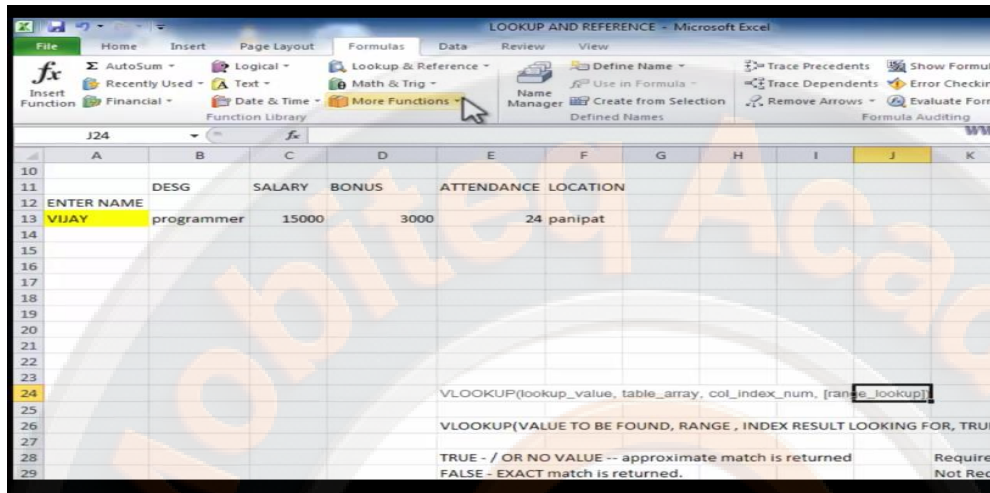 LOOKUP AND REFERENCE - Microsoft Excel
File Home Insert Page Layout Formulas Data Review View
fx Insert Function
Σ AutoSum
Recently Used
Financial
Logical
Text
Date & Time
Lookup & Reference
Math & Trig
More Functions
Function Library
Name Manager
Define Name
Use in Formula
Create from Selection
Defined Names
Trace Precedents
Trace Dependents
Remove Arrows
Show Formul
Error Checkin
Evaluate For
Formula Auditing
J24 fx
A B C D E F G H I J K
10
11 DESG SALARY BONUS ATTENDANCE LOCATION
12 ENTER NAME
13 VIJAY programmer 15000 3000 24 panipat
14
15
16
17
18
19
20
21
22
23
24 VLOOKUP(lookup_value, table_array, col_index_num, [range_lookup])
25
26 VLOOKUP(VALUE TO BE FOUND, RANGE , INDEX RESULT LOOKING FOR, TRU
27
28 TRUE - / OR NO VALUE -- approximate match is returned Require
29 FALSE - EXACT match is returned. Not Rec
Mobiteq Acad